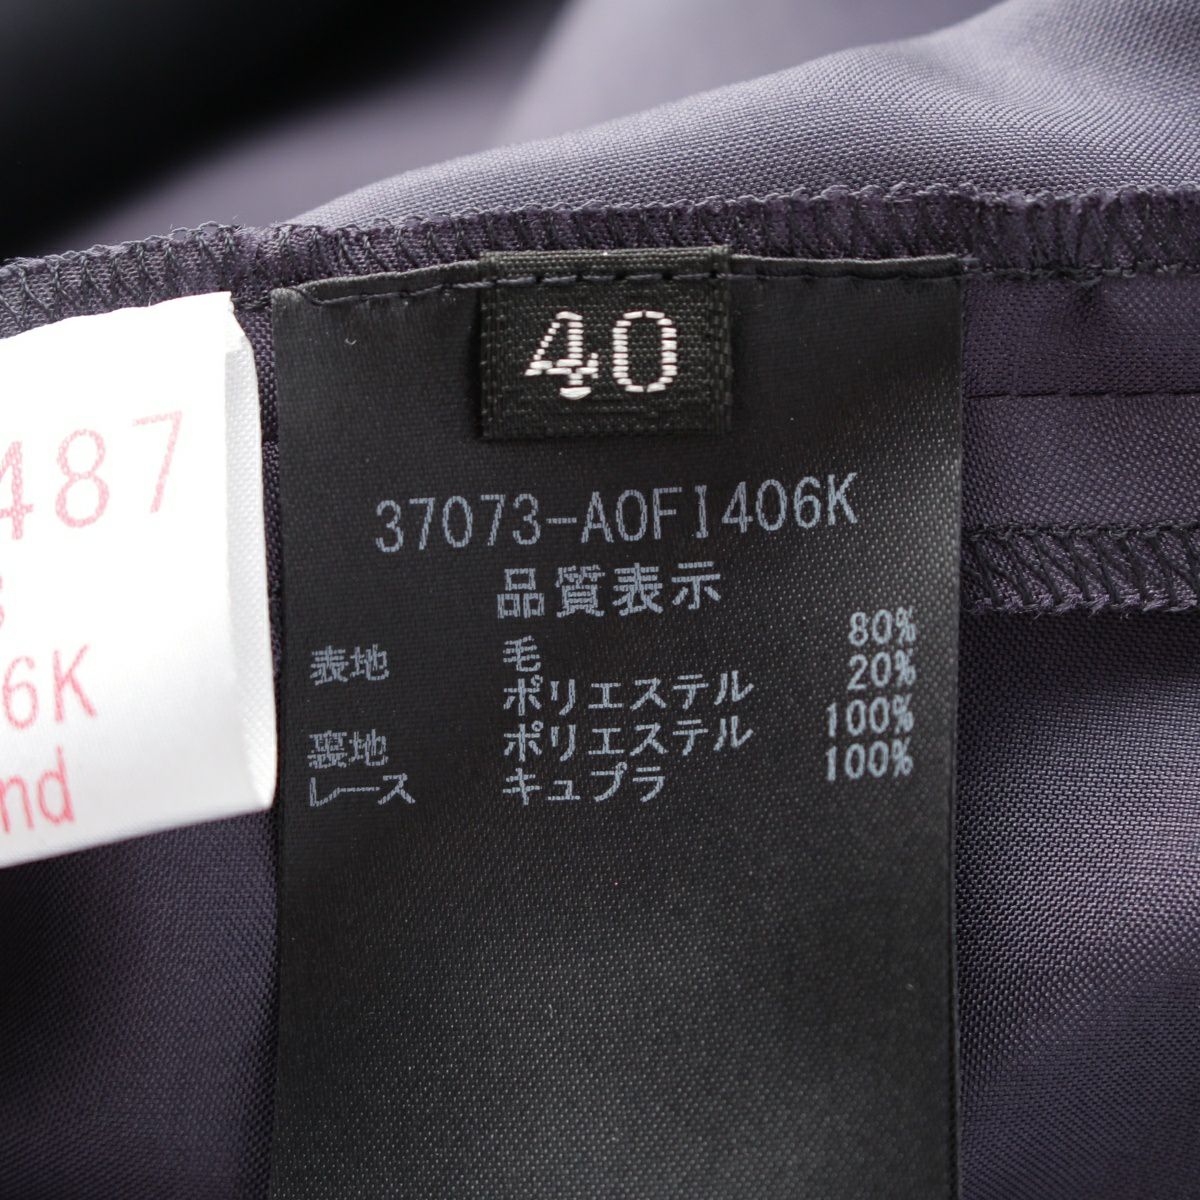 40
37073-AOFI406K
品質表示
表地 毛 80%
ポリエステル 20%
裏地 ポリエステル 100%
レース キュプラ 100%
487
6K
nd